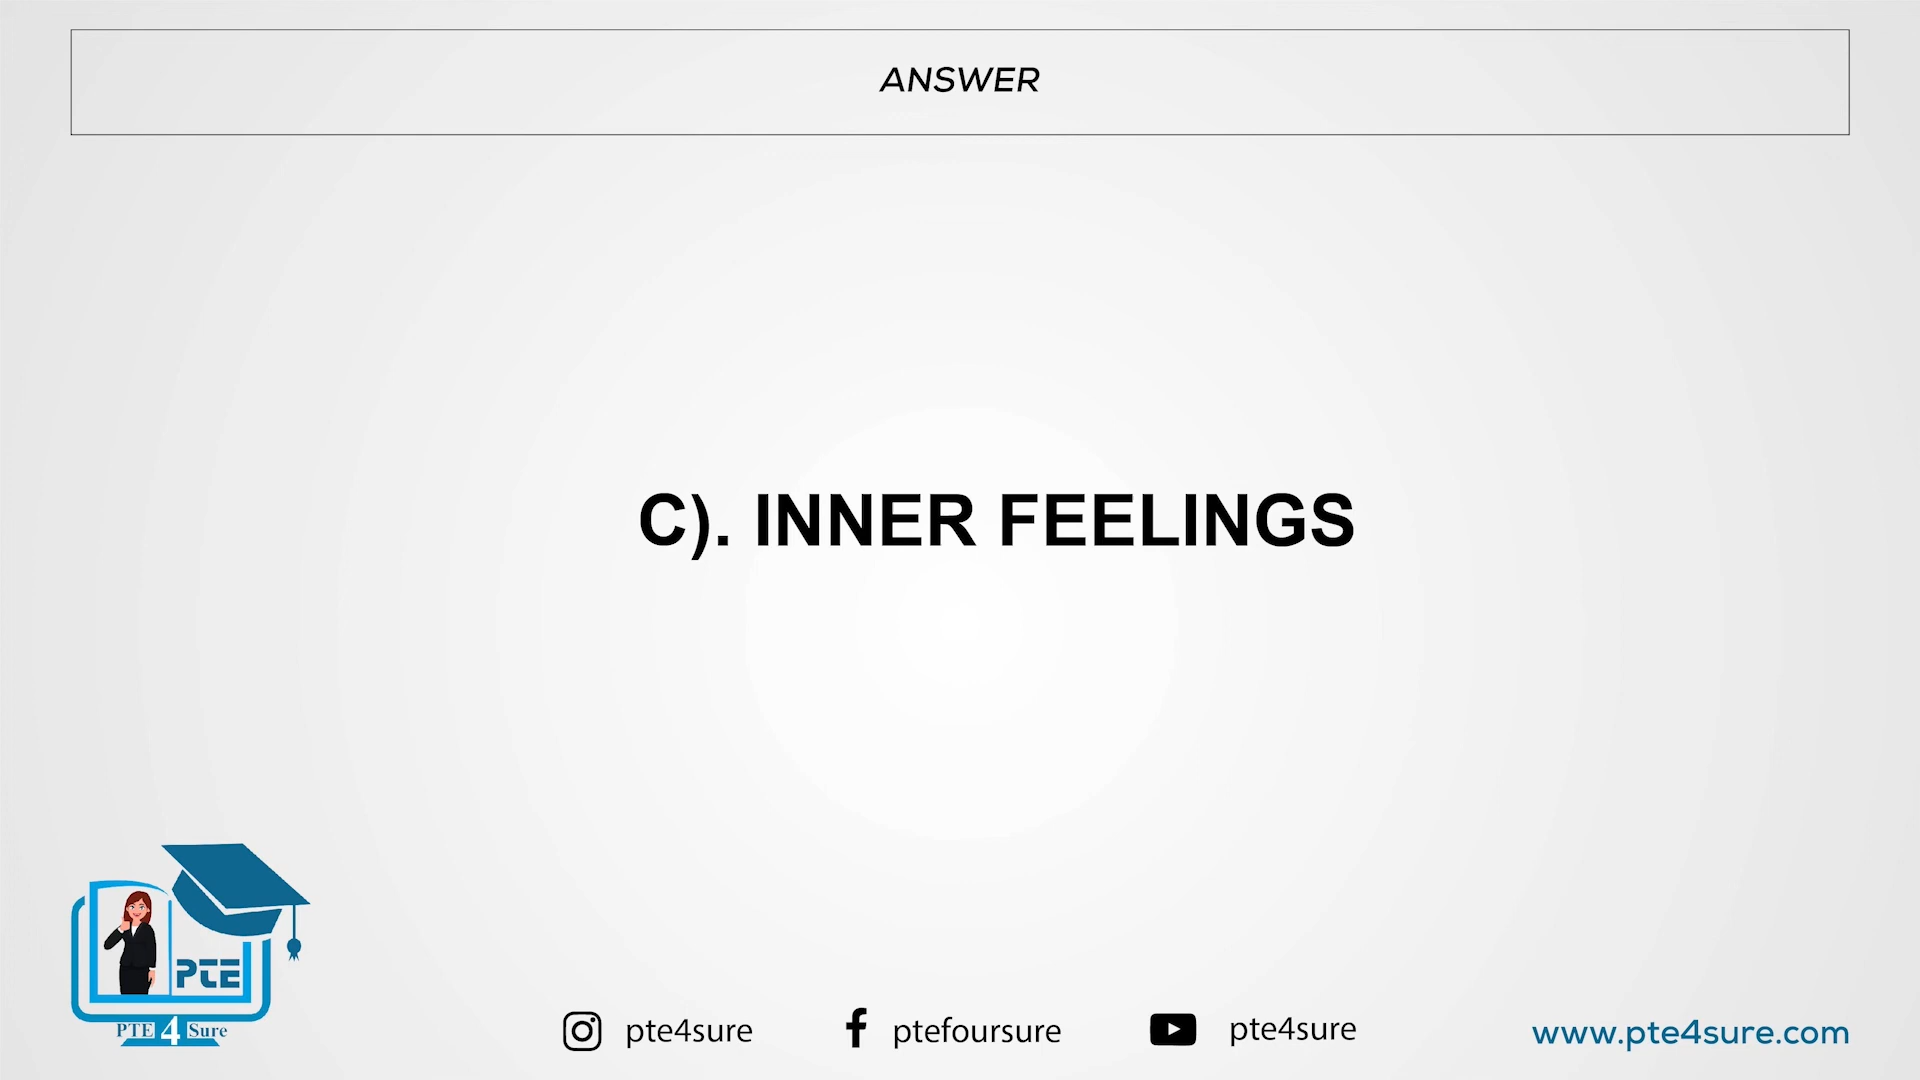 ANSWER
C). INNER FEELINGS
PTE
PTE 4 Sure
pte4sure
ptefoursure
pte4sure
www.pte4sure.com